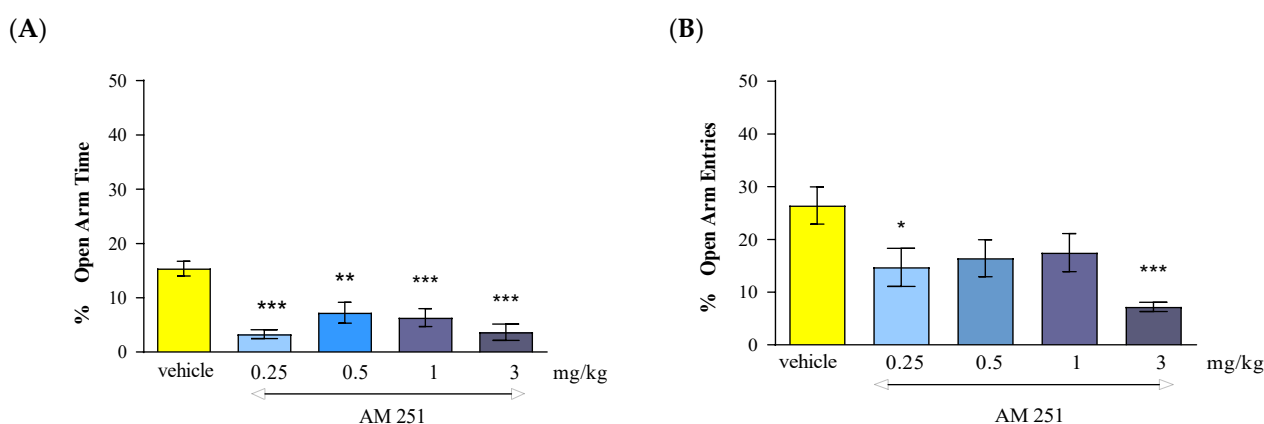 (A)
50
40
30
20
10
0
% Open Arm Time
***
**
***
***
vehicle 0.25 0.5 1 3 mg/kg
AM 251
(B)
50
40
30
20
10
0
% Open Arm Entries
*
***
vehicle 0.25 0.5 1 3 mg/kg
AM 251